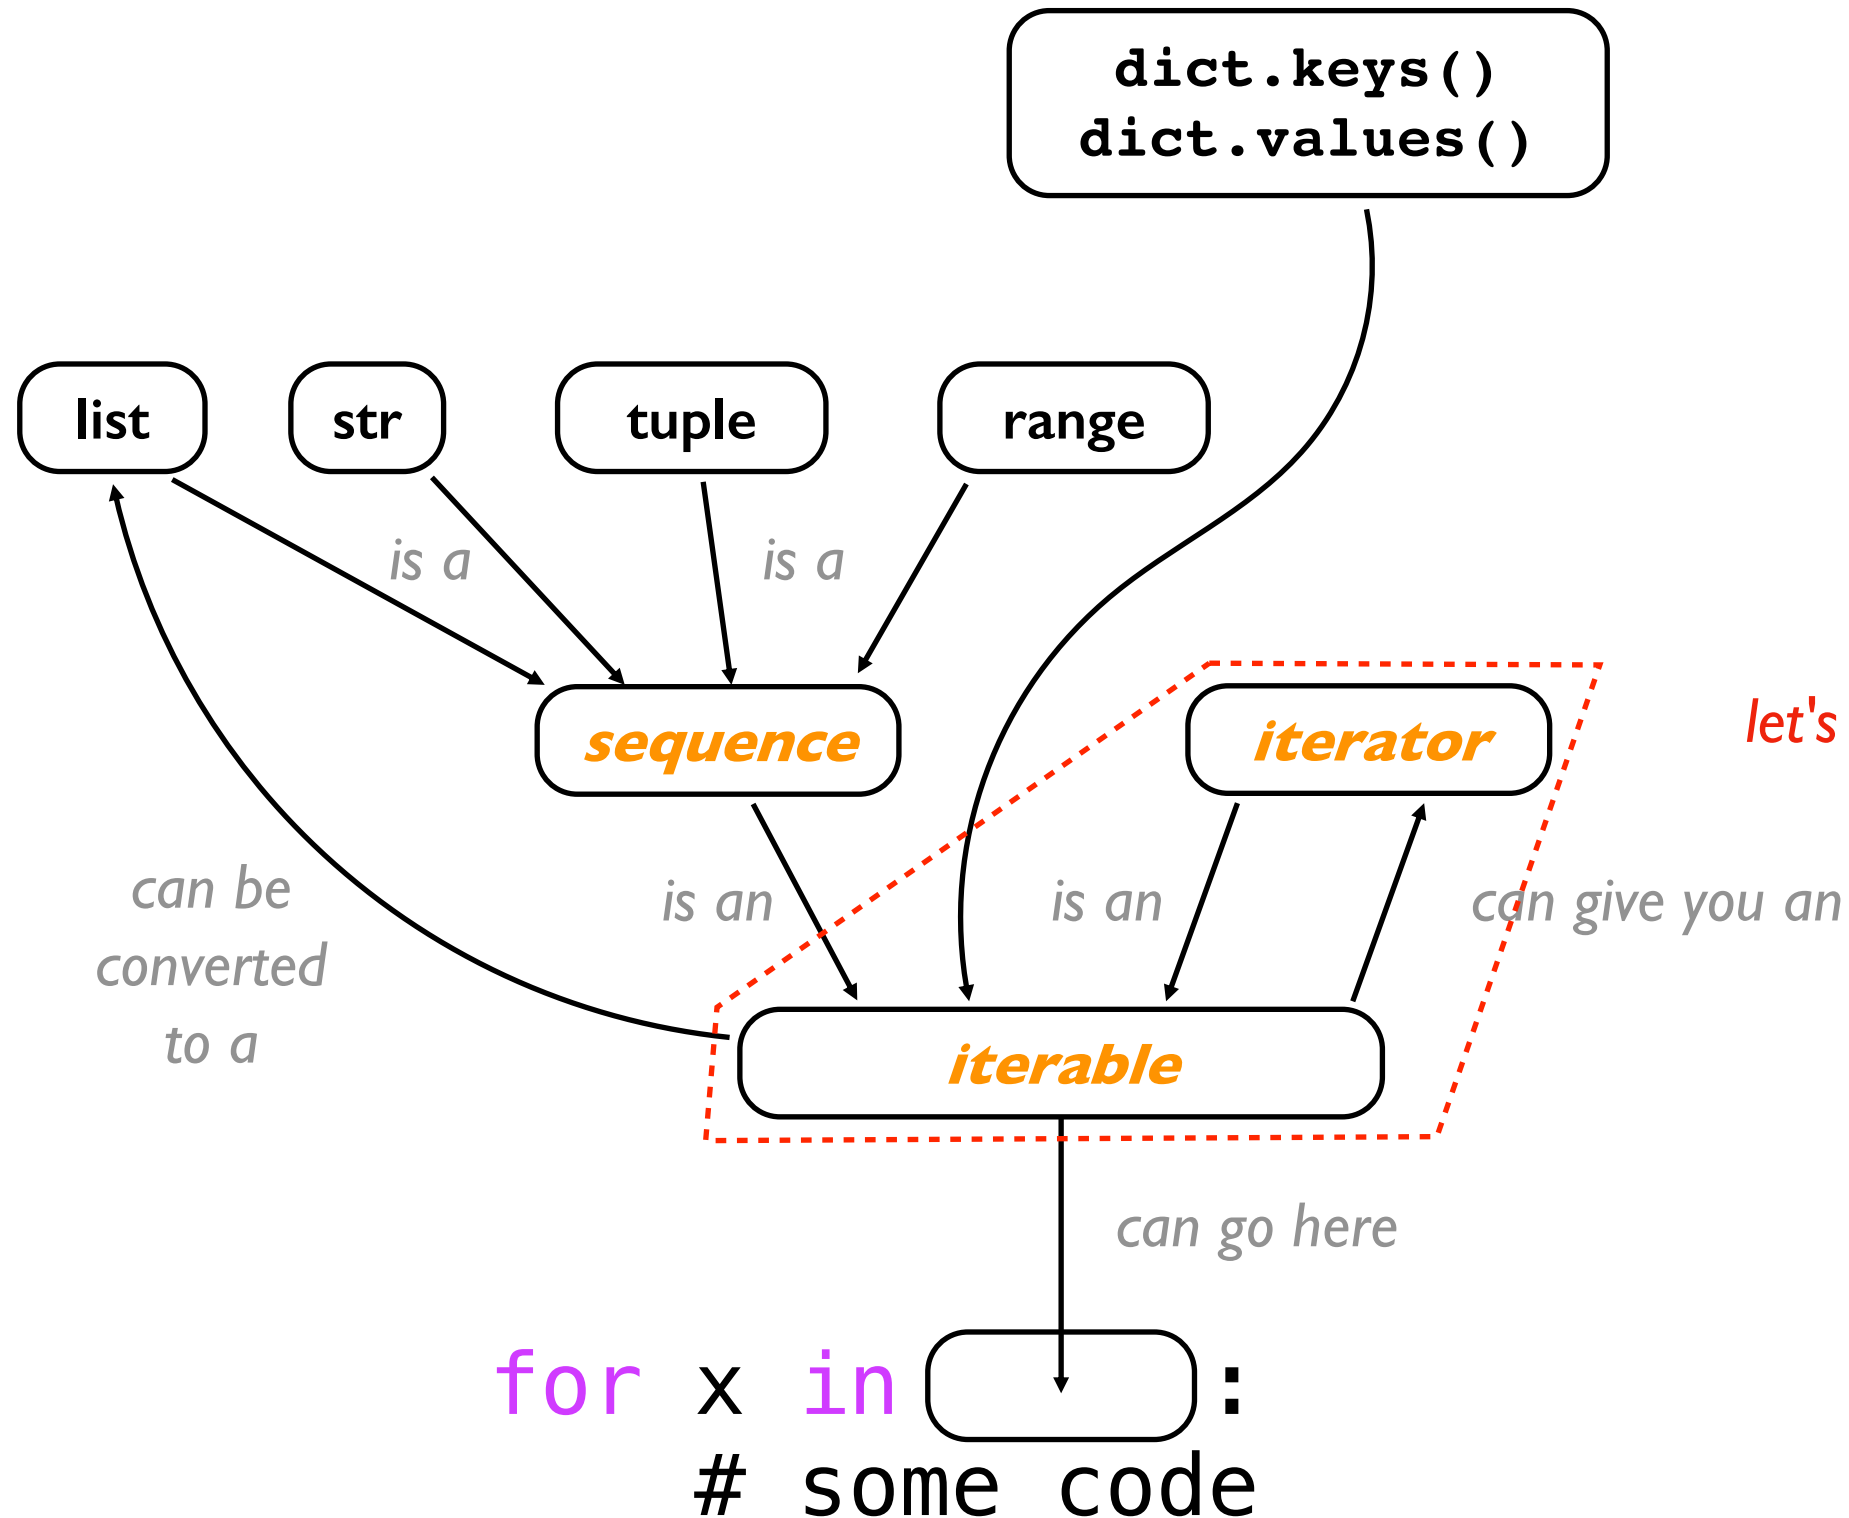 dict.keys()
dict.values()
list
str
tuple
range
is a
is a
sequence
iterator
let's
can be
converted
to a
is an
is an
can give you an
iterable
can go here
for x in :
# some code